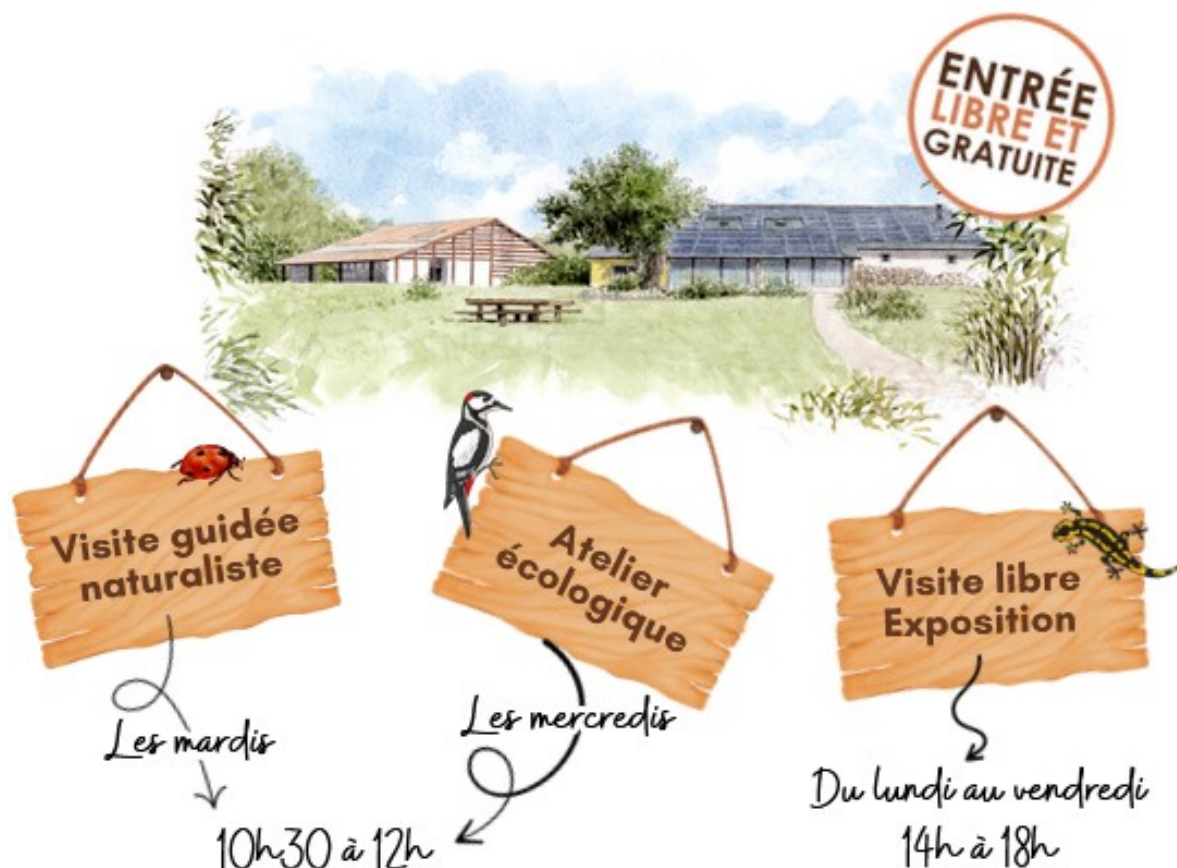 ENTRÉE
LIBRE ET
GRATUITE
Visite guidée
naturaliste
Les mardis
Atelier
écologique
Les mercredis
10h30 à 12h
Visite libre
Exposition
Du lundi au vendredi
14h à 18h